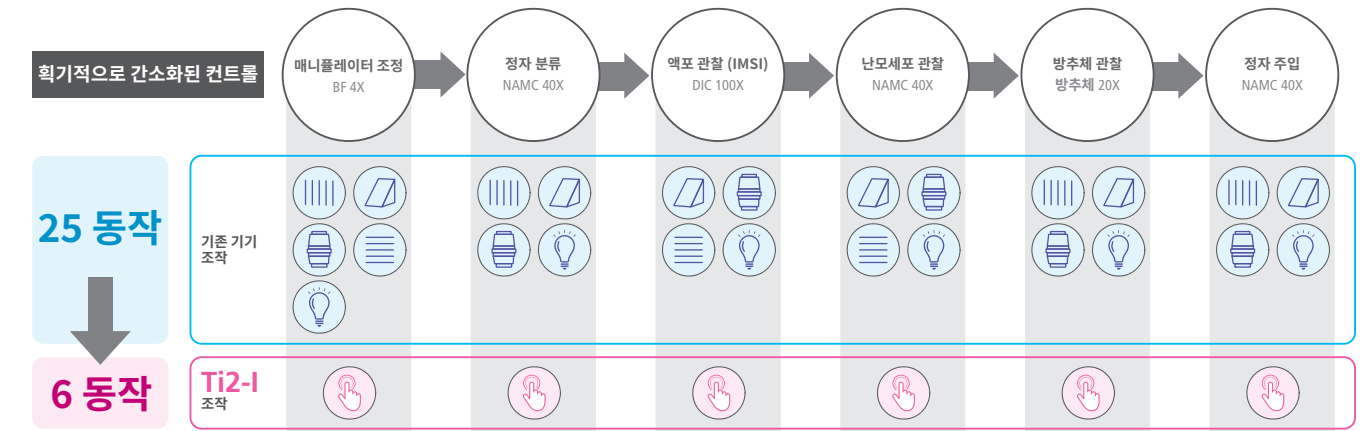 획기적으로 간소화된 컨트롤
매니퓰레이터 조정
BF 4X
정자 분류
NAMC 40X
액포 관찰 (IMSI)
DIC 100X
난모세포 관찰
NAMC 40X
방추체 관찰
방추체 20X
정자 주입
NAMC 40X
25 동작
기존 기기
조작
6 동작
Ti2-I
조작